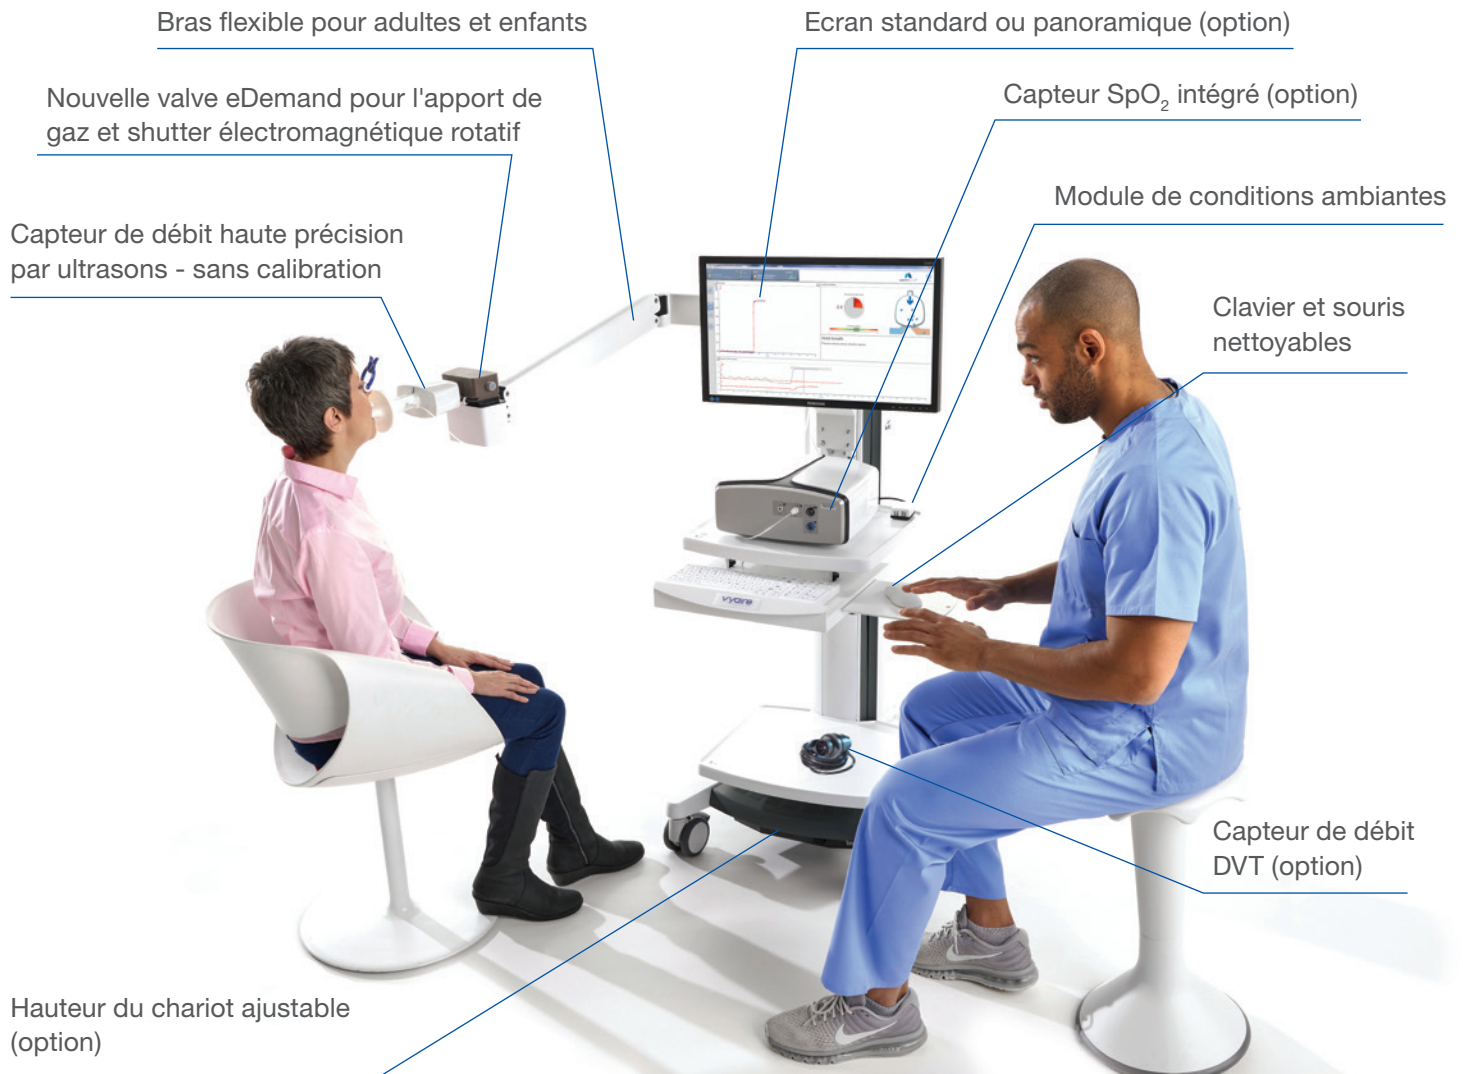 Bras flexible pour adultes et enfants
Ecran standard ou panoramique (option)
Nouvelle valve eDemand pour l'apport de
gaz et shutter électromagnétique rotatif
Capteur SpO₂ intégré (option)
Module de conditions ambiantes
Capteur de débit haute précision
par ultrasons - sans calibration
Clavier et souris
nettoyables
vyaire
Capteur de débit
DVT (option)
Hauteur du chariot ajustable
(option)